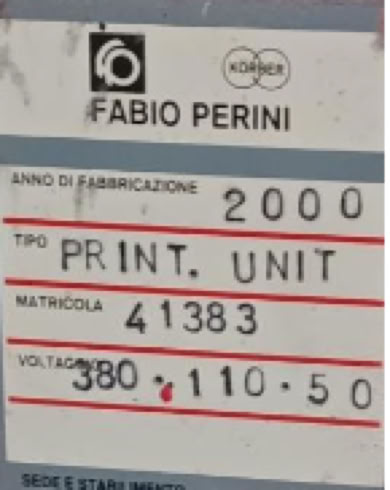 KÖRBER
FABIO PERINI
ANNO DI FABBRICAZIONE 2000
TIPO PRINT. UNIT
MATRICOLA 41383
VOLTAGGIO 380 · 110 · 50
SEDE E STABILIMENTO